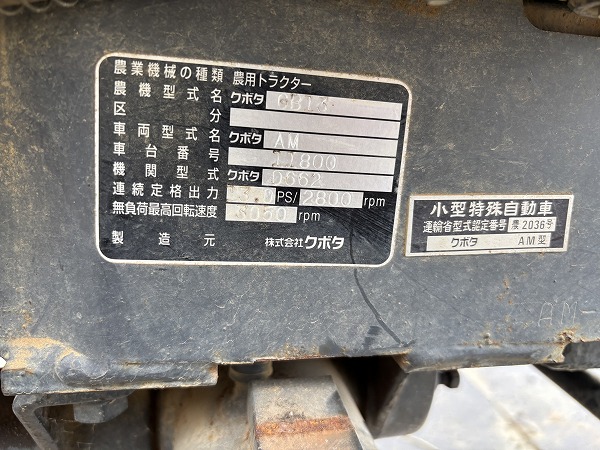 農業機械の種類 農用トラクター
農機型式名 クボタ GB13
区分
車両型式名 クボタ AM
車台番号 11800
機関型式 クボタ D662
連続定格出力 PS/2800rpm
無負荷最高回転速度 rpm
製造元 株式会社クボタ
小型特殊自動車
運輸省型式認定番号 農2036号
クボタ AM型
AM-